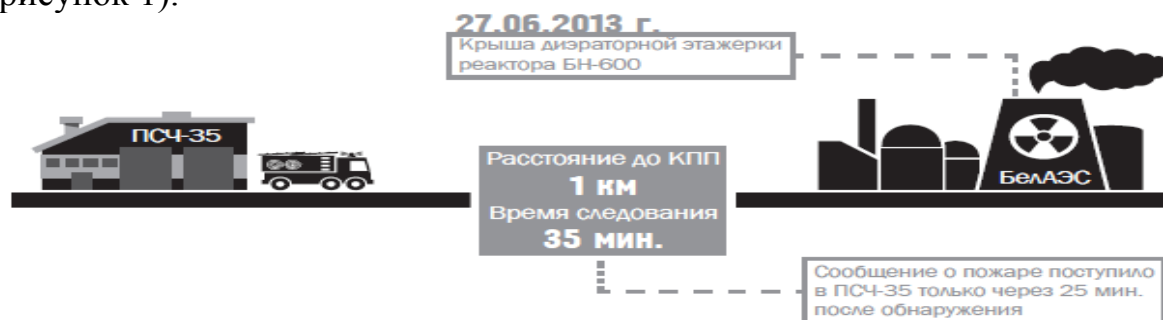 рисунок 1).
27.06.2013 г.
Крыша диэраторной этажерки
реактора БН-600
ПСЧ-35
Расстояние до КПП
1 км
Время следования
35 мин.
БелАЭС
Сообщение о пожаре поступило
в ПСЧ-35 только через 25 мин.
после обнаружения